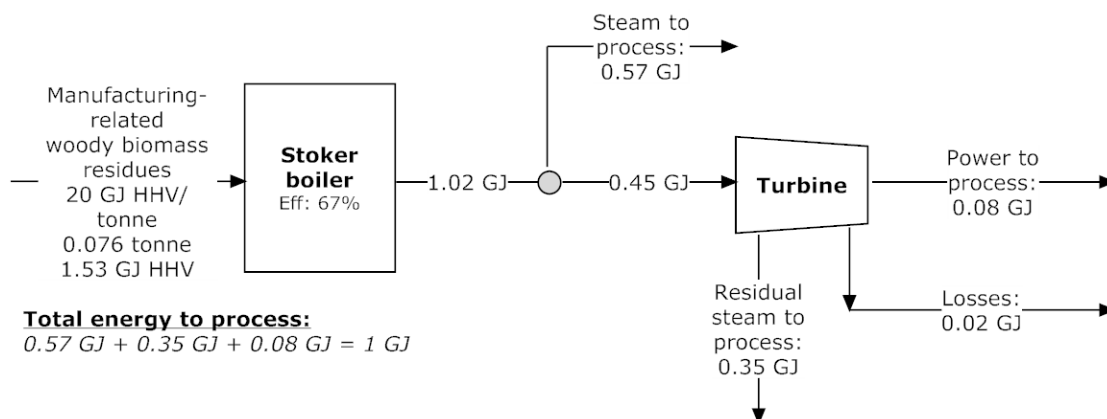 Steam to
process:
0.57 GJ
Manufacturing-
related
woody biomass
residues
20 GJ HHV/
tonne
0.076 tonne
1.53 GJ HHV
Stoker
boiler
Eff: 67%
1.02 GJ
0.45 GJ
Turbine
Power to
process:
0.08 GJ
Residual
steam to
process:
0.35 GJ
Losses:
0.02 GJ
Total energy to process:
0.57 GJ + 0.35 GJ + 0.08 GJ = 1 GJ